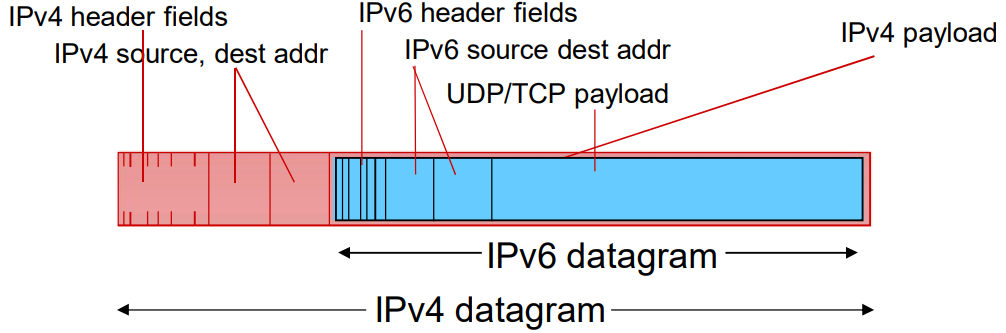 IPv4 header fields
IPv6 header fields
IPv4 source, dest addr
IPv6 source dest addr
IPv4 payload
UDP/TCP payload
IPv6 datagram
IPv4 datagram